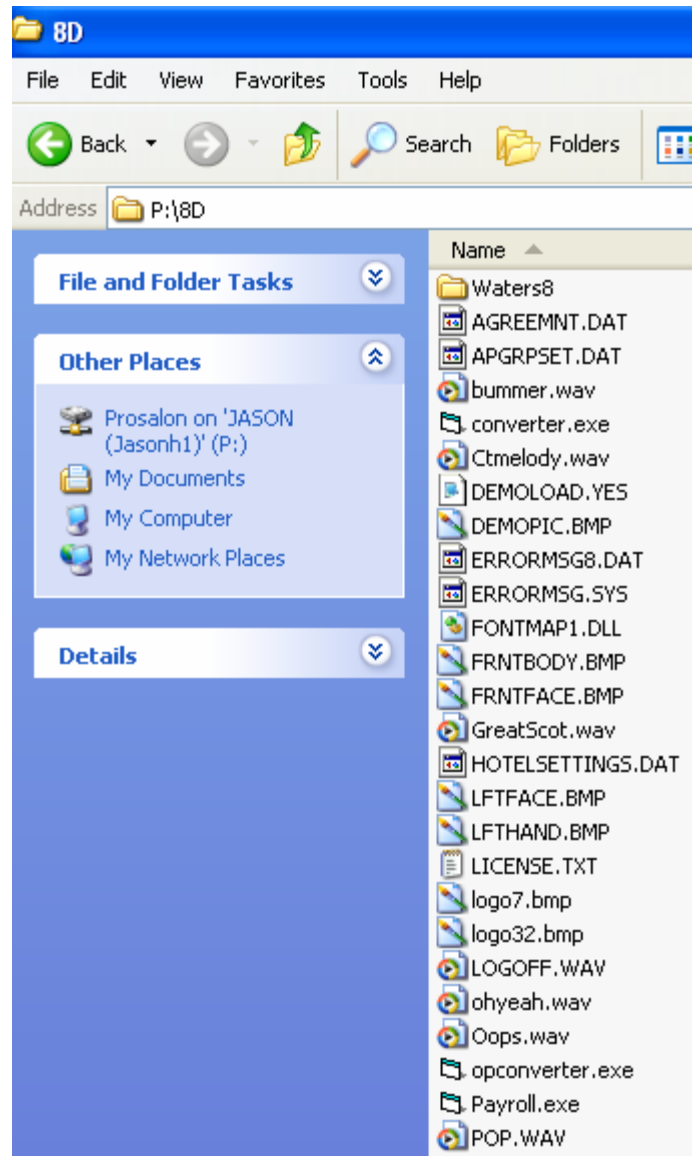 8D
File Edit View Favorites Tools Help
Back Search Folders
Address P:\8D
File and Folder Tasks
Other Places
Prosalon on 'JASON
(Jasonh1)' (P:)
My Documents
My Computer
My Network Places
Details
Name
Waters8
AGREEMNT.DAT
APGRPSET.DAT
bummer.wav
converter.exe
Ctmelody.wav
DEMOLOAD.YES
DEMOPIC.BMP
ERRORMSG8.DAT
ERRORMSG.SYS
FONTMAP1.DLL
FRNTBODY.BMP
FRNTFACE.BMP
GreatScot.wav
HOTELSETTINGS.DAT
LFTFACE.BMP
LFTHAND.BMP
LICENSE.TXT
logo7.bmp
logo32.bmp
LOGOFF.WAV
ohyeah.wav
Oops.wav
opconverter.exe
Payroll.exe
POP.WAV